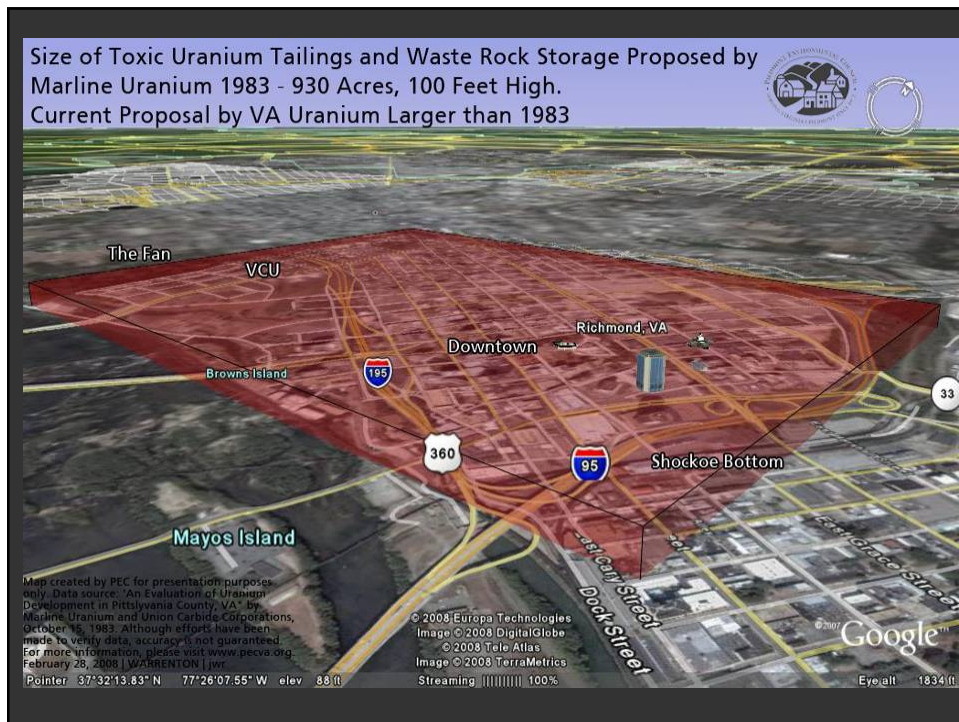 Size of Toxic Uranium Tailings and Waste Rock Storage Proposed by
Marline Uranium 1983 - 930 Acres, 100 Feet High.
Current Proposal by VA Uranium Larger than 1983
The Fan
VCU
Richmond, VA
Downtown
Browns Island
195
33
360
95
Shockoe Bottom
Mayos Island
East Cary Street
Dock Street
East Grace Street
Map created by PEC for presentation purposes
only. Data source: "An Evaluation of Uranium
Development in Pittslyvania County, VA" by
Marline Uranium and Union Carbide Corporations,
October 15, 1983. Although efforts have been
made to verify data, accuracy is not guaranteed.
For more information, please visit www.pecva.org.
February 28, 2008 | WARRENTON | jwr
© 2008 Europa Technologies
Image © 2008 DigitalGlobe
© 2008 Tele Atlas
Image © 2008 TerraMetrics
©2007 Google™
Pointer 37°32'13.83" N 77°26'07.55" W elev 88 ft Streaming |||||||||| 100% Eye alt 1834 ft